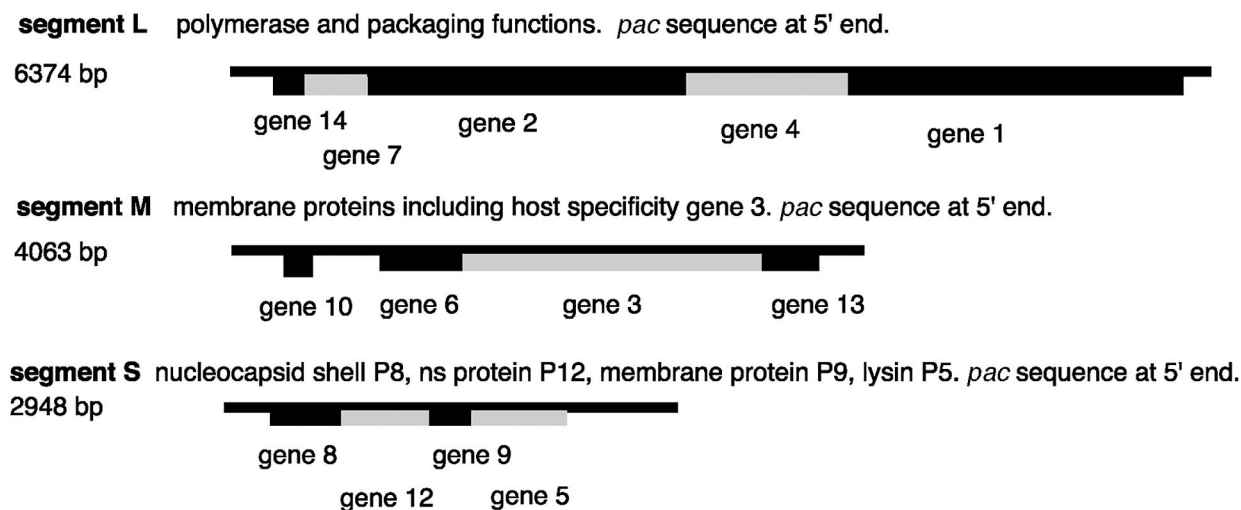 segment L polymerase and packaging functions. pac sequence at 5' end.
6374 bp
gene 14 gene 2 gene 4 gene 1
gene 7
segment M membrane proteins including host specificity gene 3. pac sequence at 5' end.
4063 bp
gene 10 gene 6 gene 3 gene 13
segment S nucleocapsid shell P8, ns protein P12, membrane protein P9, lysin P5. pac sequence at 5' end.
2948 bp
gene 8 gene 9
gene 12 gene 5